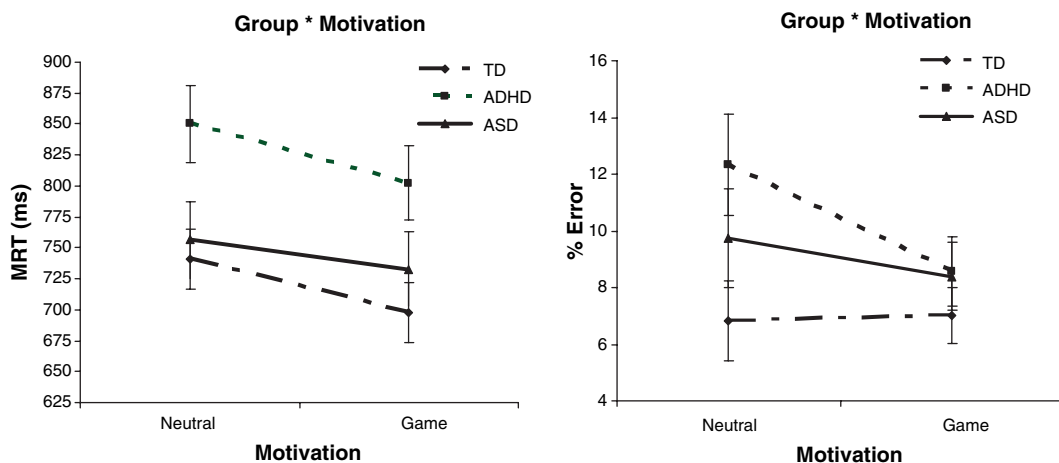 Group * Motivation
900
875
850
825
800
775
750
725
700
675
650
625
MRT (ms)
TD
ADHD
ASD
Neutral
Game
Motivation
Group * Motivation
16
14
12
10
8
6
4
% Error
TD
ADHD
ASD
Neutral
Game
Motivation